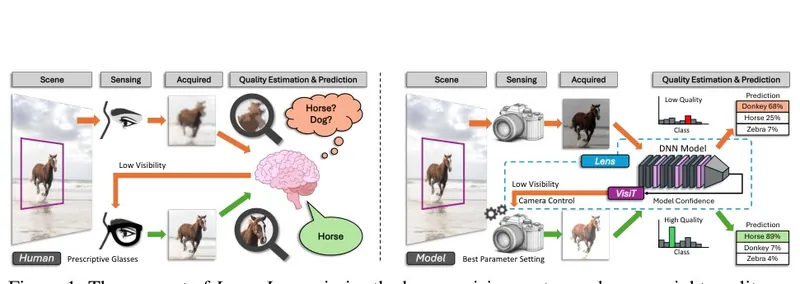 Scene
Sensing
Acquired
Quality Estimation & Prediction
Horse?
Dog?
Low Visibility
Horse
Human
Prescriptive Glasses
Scene
Sensing
Acquired
Quality Estimation & Prediction
Low Quality
Class
Prediction
Donkey 68%
Horse 25%
Zebra 7%
Lens
DNN Model
Low Visibility
VisiT
Camera Control
Model Confidence
High Quality
Class
Prediction
Horse 89%
Donkey 7%
Zebra 4%
Model
Best Parameter Setting